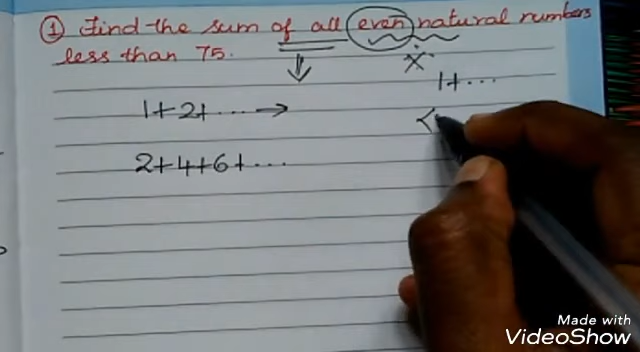 ① Find the sum of all even natural numbers
less than 75.
x
1+ ...
1+2+ ... →
<
2+4+6+ ...
Made with
VideoShow